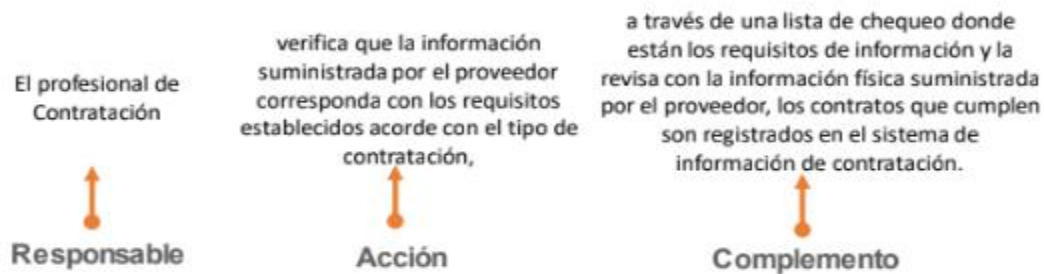 El profesional de
Contratación
verifica que la información
suministrada por el proveedor
corresponda con los requisitos
establecidos acorde con el tipo de
contratación,
a través de una lista de chequeo donde
están los requisitos de información y la
revisa con la información física suministrada
por el proveedor, los contratos que cumplen
son registrados en el sistema de
información de contratación.
Responsable
Acción
Complemento